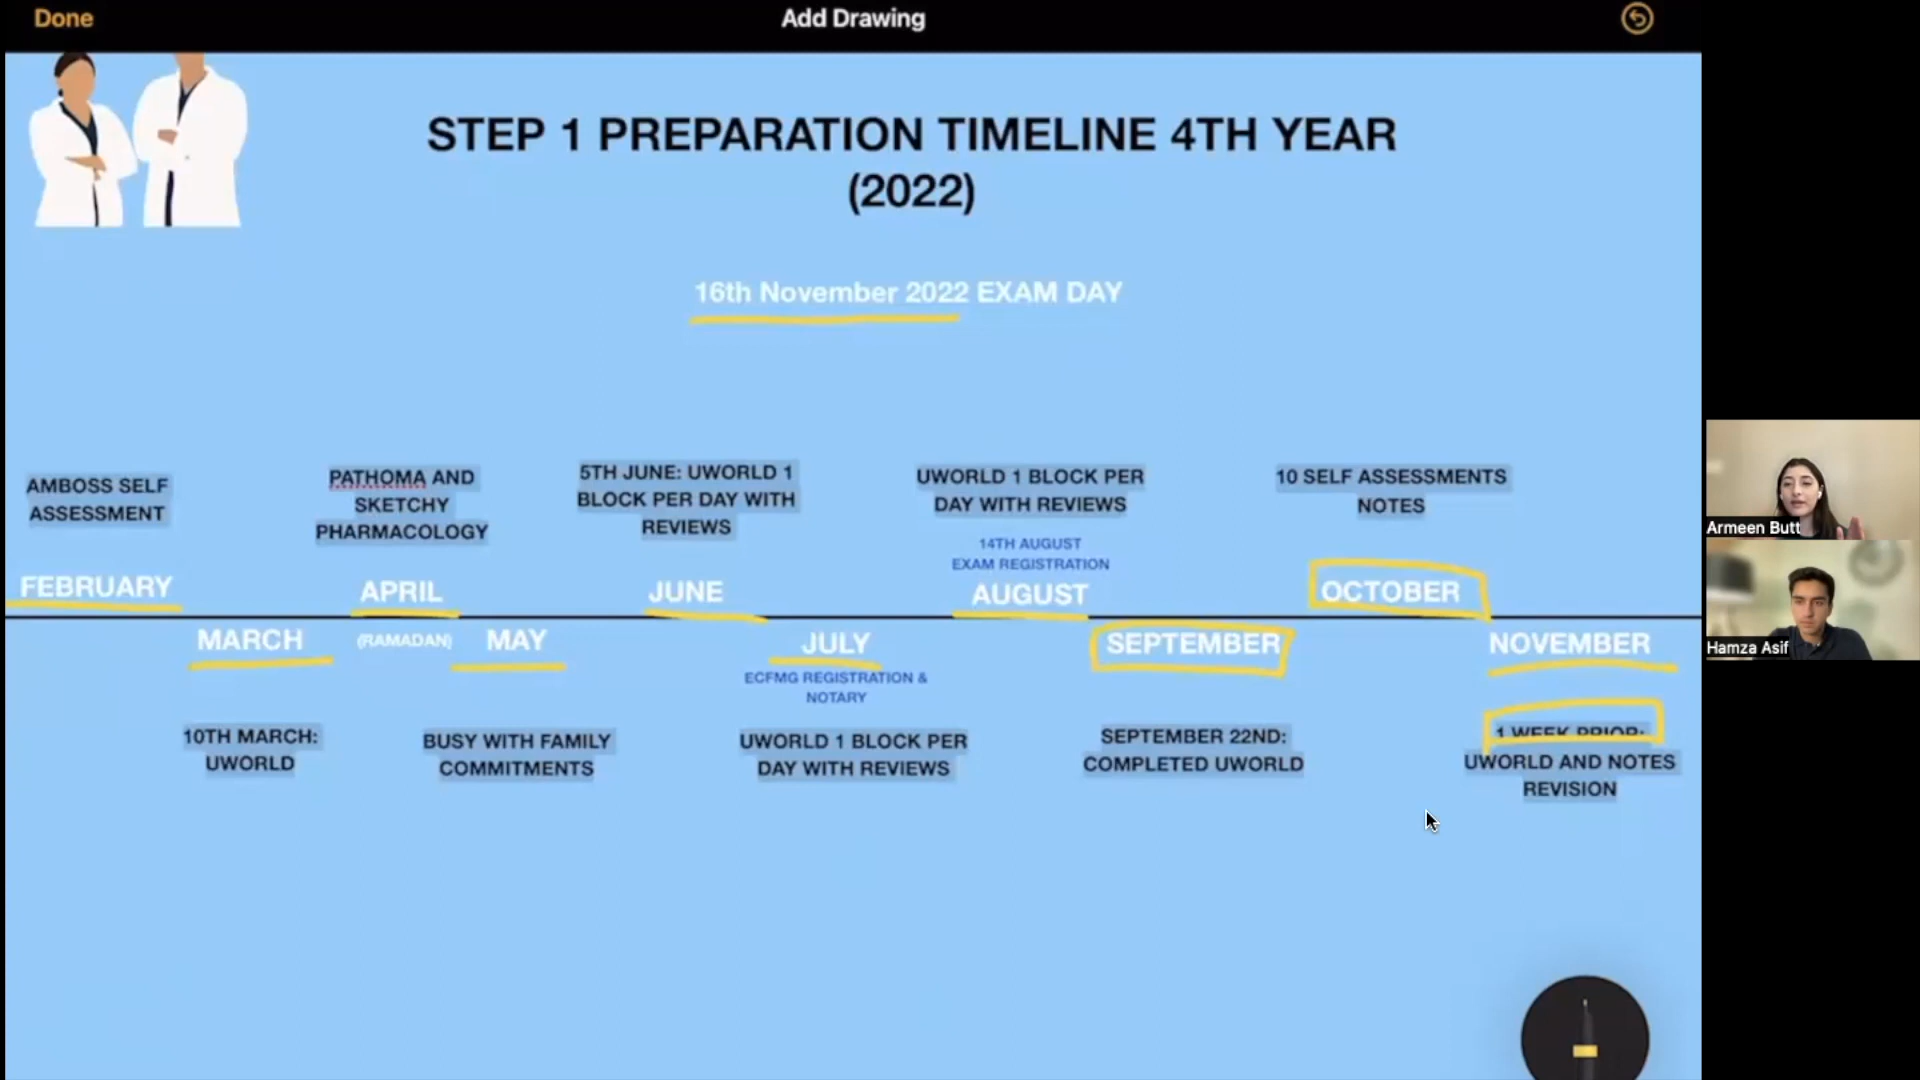 Done
Add Drawing
STEP 1 PREPARATION TIMELINE 4TH YEAR
(2022)
16th November 2022 EXAM DAY
AMBOSS SELF
ASSESSMENT
FEBRUARY
MARCH
10TH MARCH:
UWORLD
PATHOMA AND
SKETCHY
PHARMACOLOGY
APRIL
(RAMADAN)
MAY
BUSY WITH FAMILY
COMMITMENTS
5TH JUNE: UWORLD 1
BLOCK PER DAY WITH
REVIEWS
JUNE
JULY
ECFMG REGISTRATION &
NOTARY
UWORLD 1 BLOCK PER
DAY WITH REVIEWS
UWORLD 1 BLOCK PER
DAY WITH REVIEWS
14TH AUGUST
EXAM REGISTRATION
AUGUST
SEPTEMBER
SEPTEMBER 22ND:
COMPLETED UWORLD
10 SELF ASSESSMENTS
NOTES
OCTOBER
NOVEMBER
1 WEEK PRIOR:
UWORLD AND NOTES
REVISION
Armeen Butt
Hamza Asif